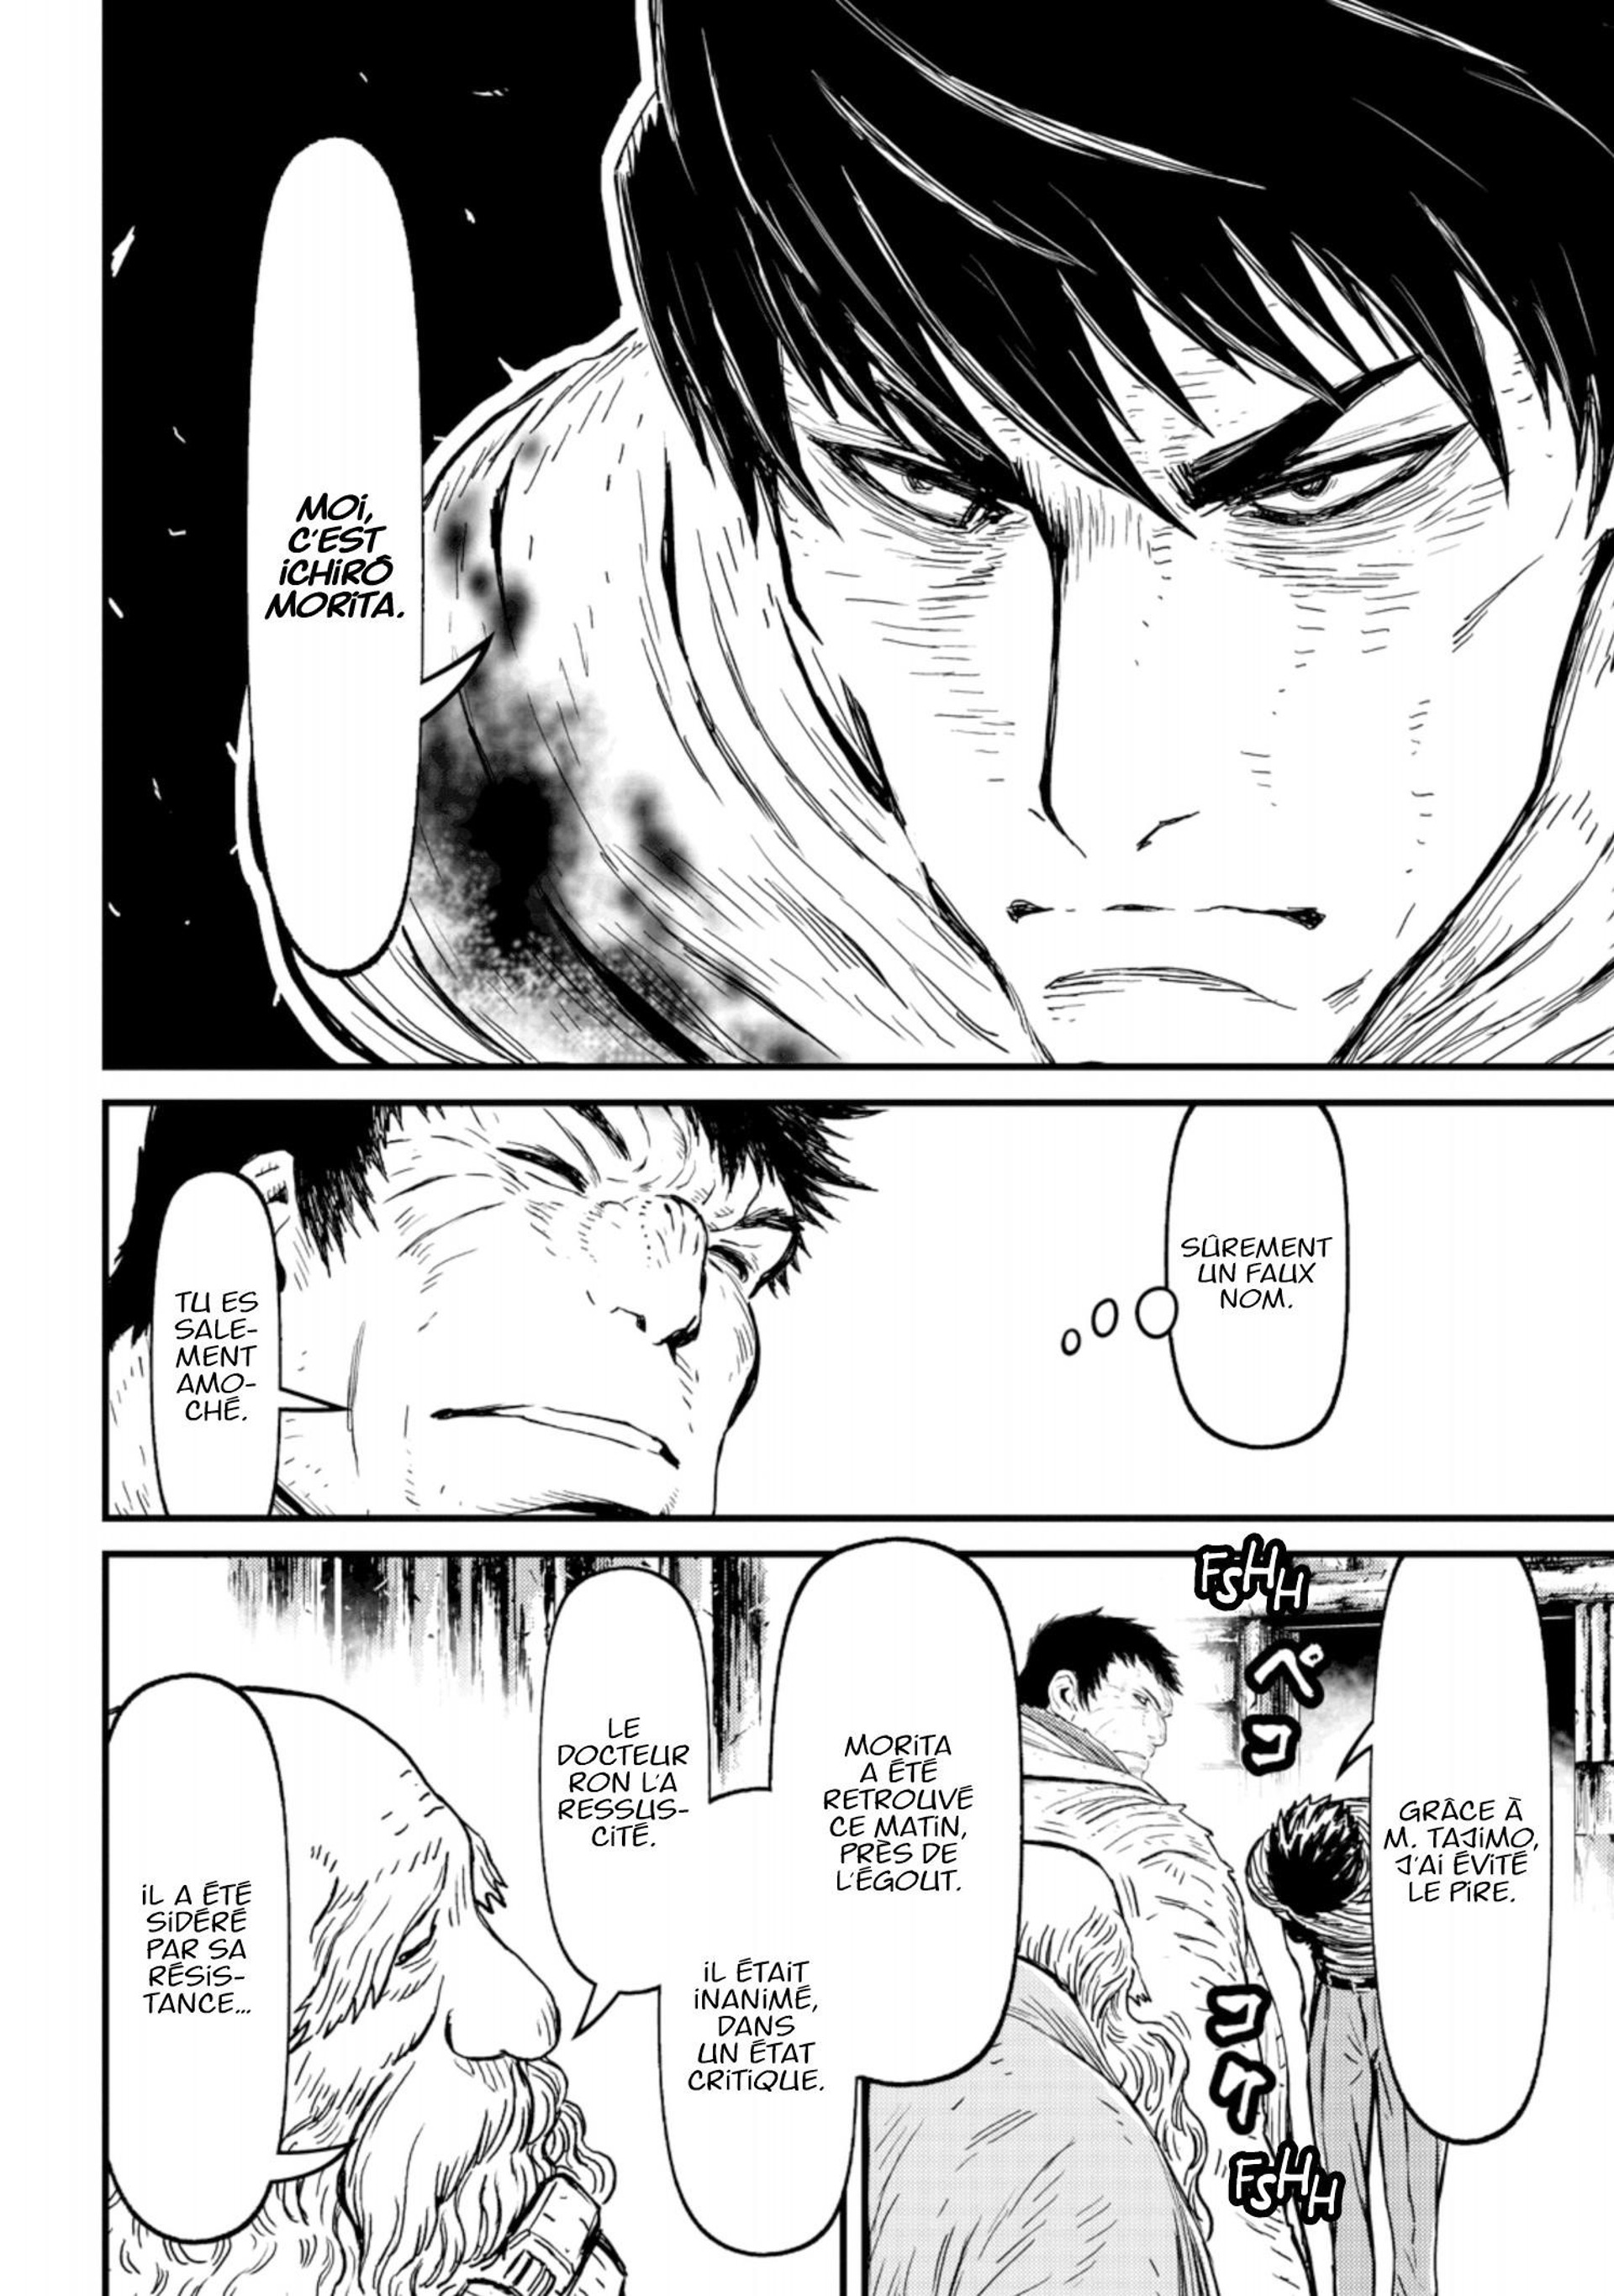 MOI,
C'EST
ICHIRÔ
MORITA.
SÛREMENT
UN FAUX
NOM.
TU ES
SALE-
MENT
AMO-
CHÉ.
FSHH
ペコ
GRÂCE À
M. TAJIMO,
J'AI ÉVITÉ
LE PIRE.
コイ
FSHH
MORITA
A ÉTÉ
RETROUVÉ
CE MATIN,
PRÈS DE
L'ÉGOUT.
IL ÉTAIT
INANIMÉ,
DANS
UN ÉTAT
CRITIQUE.
LE
DOCTEUR
RON L'A
RESSUS-
CITÉ.
IL A ÉTÉ
SIDÉRÉ
PAR SA
RÉSIS-
TANCE...